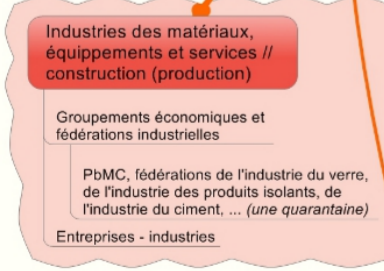 Industries des matériaux,
équippements et services //
construction (production)
Groupements économiques et
fédérations industrielles
PbMC, fédérations de l'industrie du verre,
de l'industrie des produits isolants, de
l'industrie du ciment, ... (une quarantaine)
Entreprises - industries